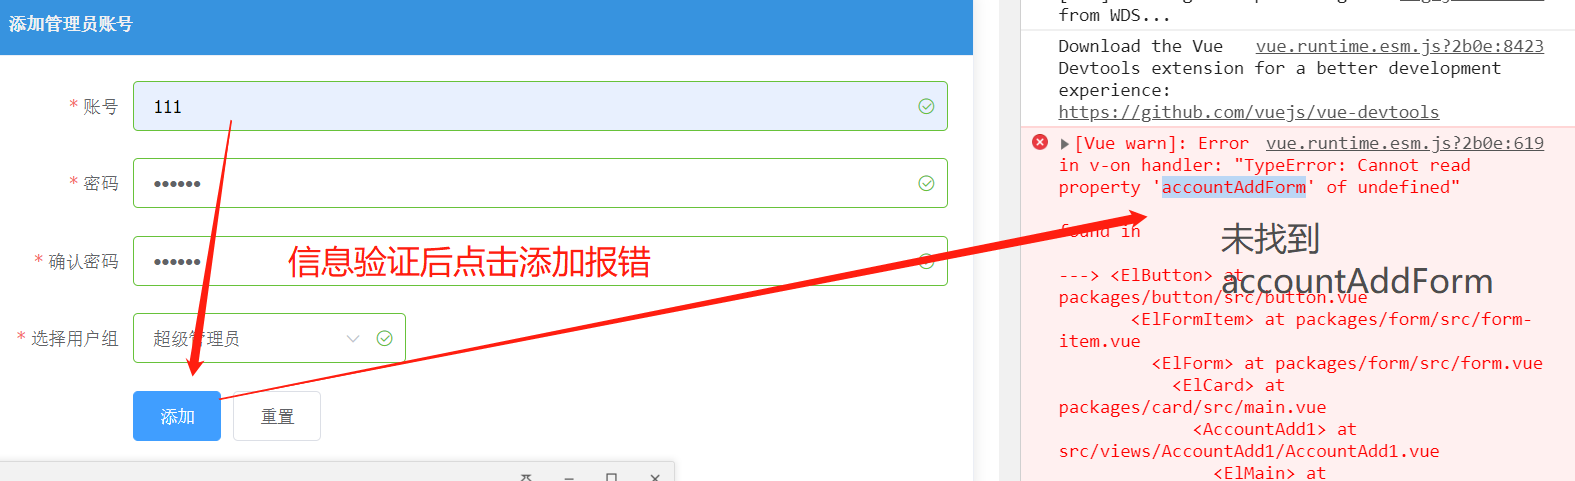 添加管理员账号
* 账号
111
* 密码
••••••
* 确认密码
••••••
信息验证后点击添加报错
* 选择用户组
超级管理员
添加
重置
from WDS...
Download the Vue vue.runtime.esm.js?2b0e:8423
Devtools extension for a better development
experience:
https://github.com/vuejs/vue-devtools
[Vue warn]: Error vue.runtime.esm.js?2b0e:619
in v-on handler: "TypeError: Cannot read
property 'accountAddForm' of undefined"
found in
未找到
accountAddForm
---> <ElButton> at
packages/button/src/button.vue
<ElFormItem> at packages/form/src/form-
item.vue
<ElForm> at packages/form/src/form.vue
<ElCard> at
packages/card/src/main.vue
<AccountAdd1> at
src/views/AccountAdd1/AccountAdd1.vue
<ElMain> at